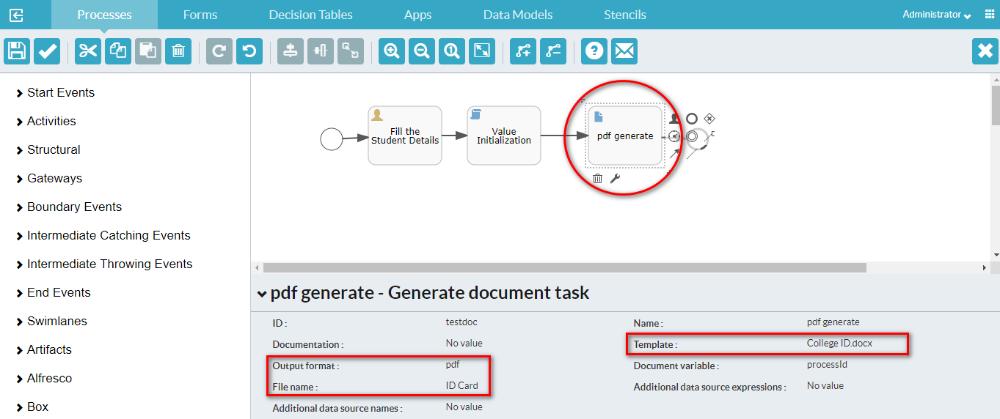 Processes Forms Decision Tables Apps Data Models Stencils Administrator
1 ?
Start Events
Activities
Structural
Gateways
Boundary Events
Intermediate Catching Events
Intermediate Throwing Events
End Events
Swimlanes
Artifacts
Alfresco
Box
Fill the
Student Details
Value
Initialization
pdf generate
pdf generate - Generate document task
ID : testdoc Name : pdf generate
Documentation : No value Template : College ID.docx
Output format : pdf Document variable : processId
File name : ID Card Additional data source expressions : No value
Additional data source names : No value